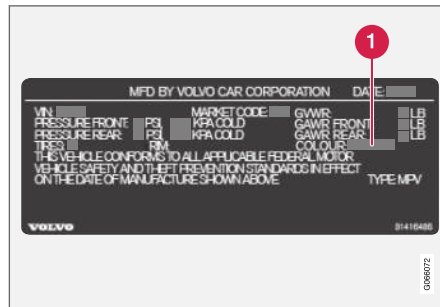 1
MFD BY VOLVO CAR CORPORATION DATE:
VIN: MARKET CODE: GVWR: LB
PRESSURE FRONT: PSI, KPA COLD GAWR FRONT: LB
PRESSURE REAR: PSI, KPA COLD GAWR REAR: LB
TIRES: RIM: COLOUR:
THIS VEHICLE CONFORMS TO ALL APPLICABLE FEDERAL MOTOR
VEHICLE SAFETY AND THEFT PREVENTION STANDARDS IN EFFECT
ON THE DATE OF MANUFACTURE SHOWN ABOVE TYPE: MPV
VOLVO 31416486
G066072